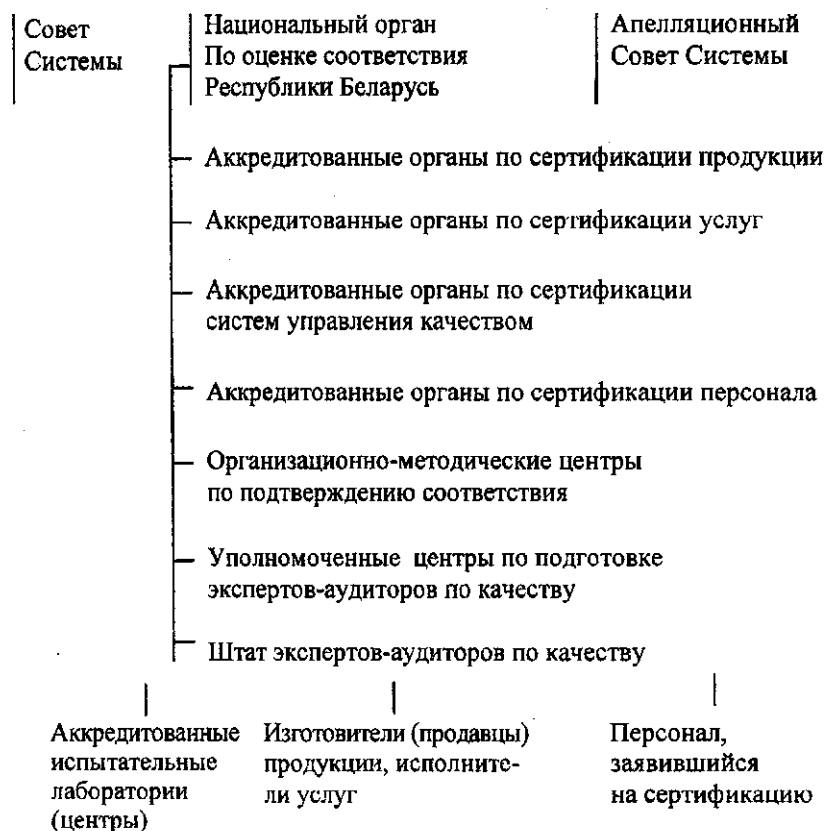 Совет
Системы
Национальный орган
По оценке соответствия
Республики Беларусь
Апелляционный
Совет Системы
Аккредитованные органы по сертификации продукции
Аккредитованные органы по сертификации услуг
Аккредитованные органы по сертификации
систем управления качеством
Аккредитованные органы по сертификации персонала
Организационно-методические центры
по подтверждению соответствия
Уполномоченные центры по подготовке
экспертов-аудиторов по качеству
Штат экспертов-аудиторов по качеству
Аккредитованные
испытательные
лаборатории
(центры)
Изготовители (продавцы)
продукции, исполните-
ли услуг
Персонал,
заявившийся
на сертификацию